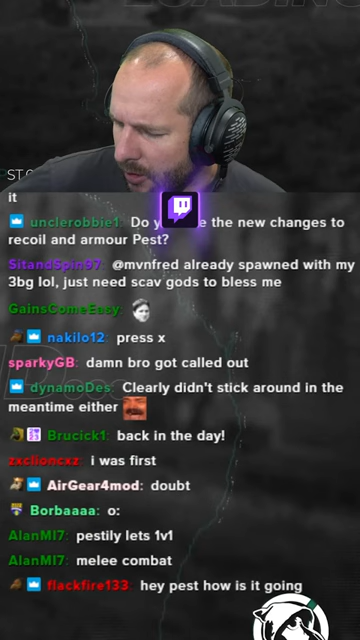 LOADING
it
unclerobbie1: Do y e the new changes to
recoil and armour Pest?
SitandSpin97: @mvnfred already spawned with my
3bg lol, just need scav gods to bless me
GainsComeEasy:
nakilo12: press x
sparkyGB: damn bro got called out
dynamoDes: Clearly didn't stick around in the
meantime either
Brucick1: back in the day!
zxclioncxz: i was first
AirGear4mod: doubt
Borbaaaa: o:
AlanMl7: pestily lets 1v1
AlanMl7: melee combat
flackfire133: hey pest how is it going